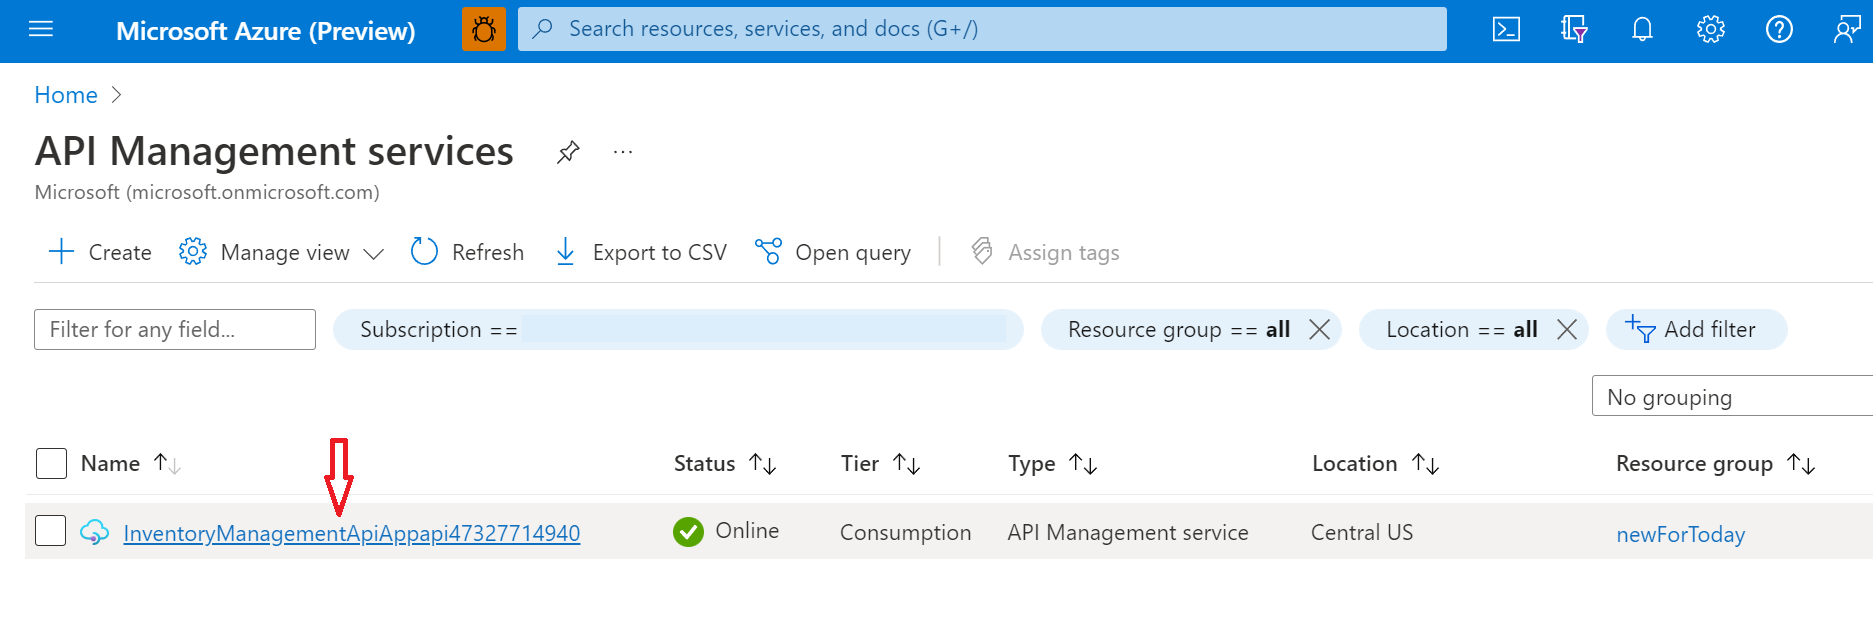 Microsoft Azure (Preview) Search resources, services, and docs (G+/)
Home
API Management services
Microsoft (microsoft.onmicrosoft.com)
Create Manage view Refresh Export to CSV Open query Assign tags
Filter for any field... Subscription == Resource group == all Location == all Add filter
No grouping
Name Status Tier Type Location Resource group
InventoryManagementApiAppapi47327714940 Online Consumption API Management service Central US newForToday